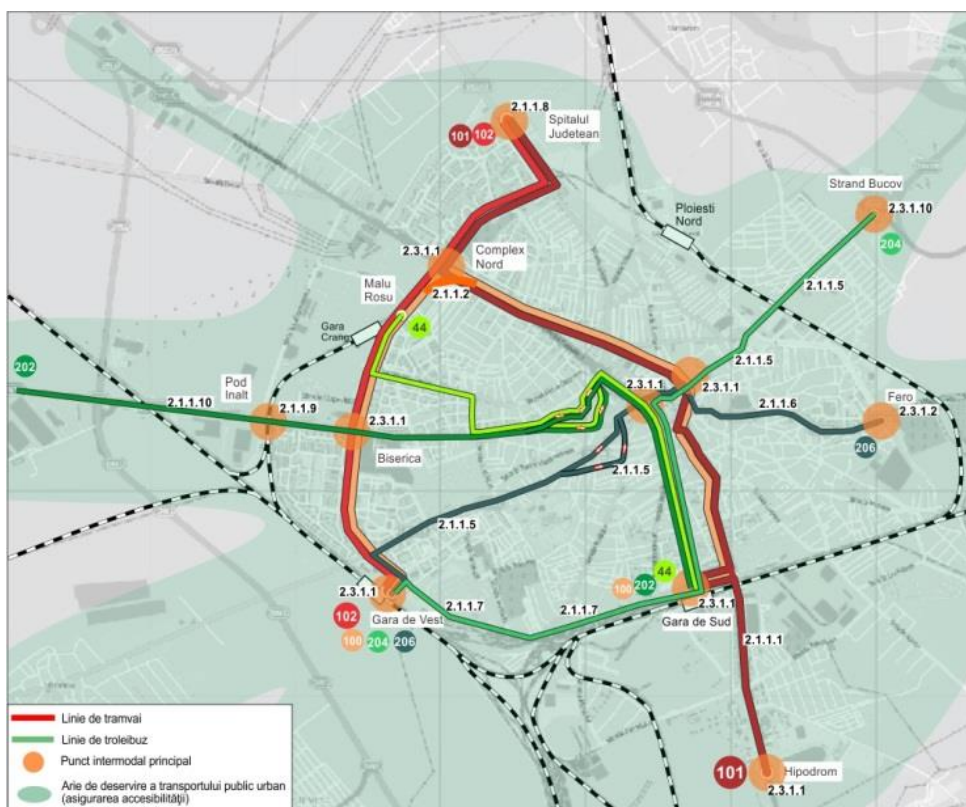 2.1.1.8
Spitalul
Judetean
101
102
Strand Bucov
2.3.1.10
204
Ploiesti
Nord
2.3.1.1
Complex
Nord
Malu
Rosu
2.1.1.2
2.1.1.5
44
Gara
202
2.1.1.5
Pod
Inalt
2.3.1.1
2.3.1.1
Fero
2.1.1.10
2.1.1.9
2.3.1.1
2.1.1.6
2.3.1.2
Biserica
206
2.1.1.5
2.1.1.5
44
100
202
2.3.1.1
2.3.1.1
Gara de Vest
2.1.1.7
2.1.1.7
Gara de Sud
102
100
204
206
2.1.1.1
Linie de tramvai
Linie de troleibuz
Punct intermodal principal
Arie de deservire a transportului public urban
(asigurarea accesibilității)
101
Hipodrom
2.3.1.1